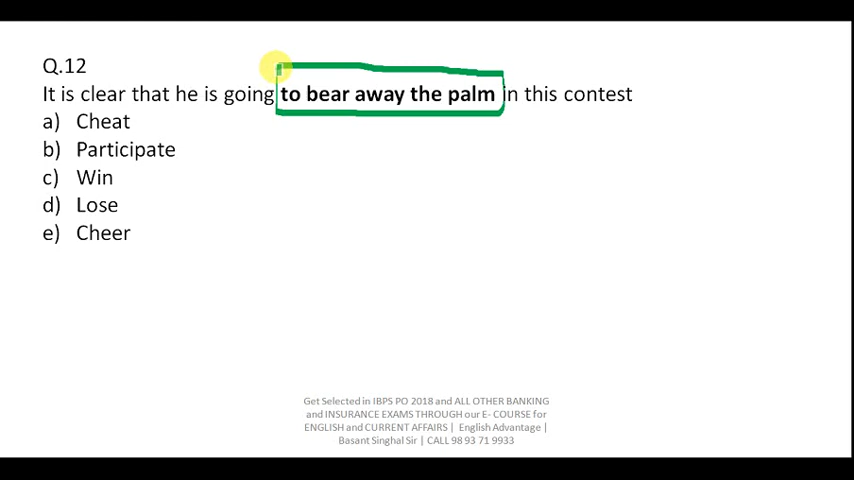 Q.12
It is clear that he is going to bear away the palm in this contest
a) Cheat
b) Participate
c) Win
d) Lose
e) Cheer
Get Selected in IBPS PO 2018 and ALL OTHER BANKING
and INSURANCE EXAMS THROUGH our E- COURSE for
ENGLISH and CURRENT AFFAIRS | English Advantage |
Basant Singhal Sir | CALL 98 93 71 9933